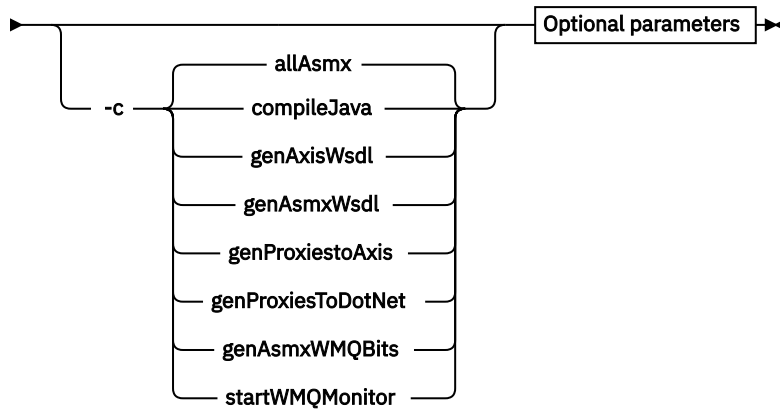 Optional parameters
allAsmx
-c compileJava
genAxisWsdl
genAsmxWsdl
genProxiestoAxis
genProxiesToDotNet
genAsmxWMQBits
startWMQMonitor